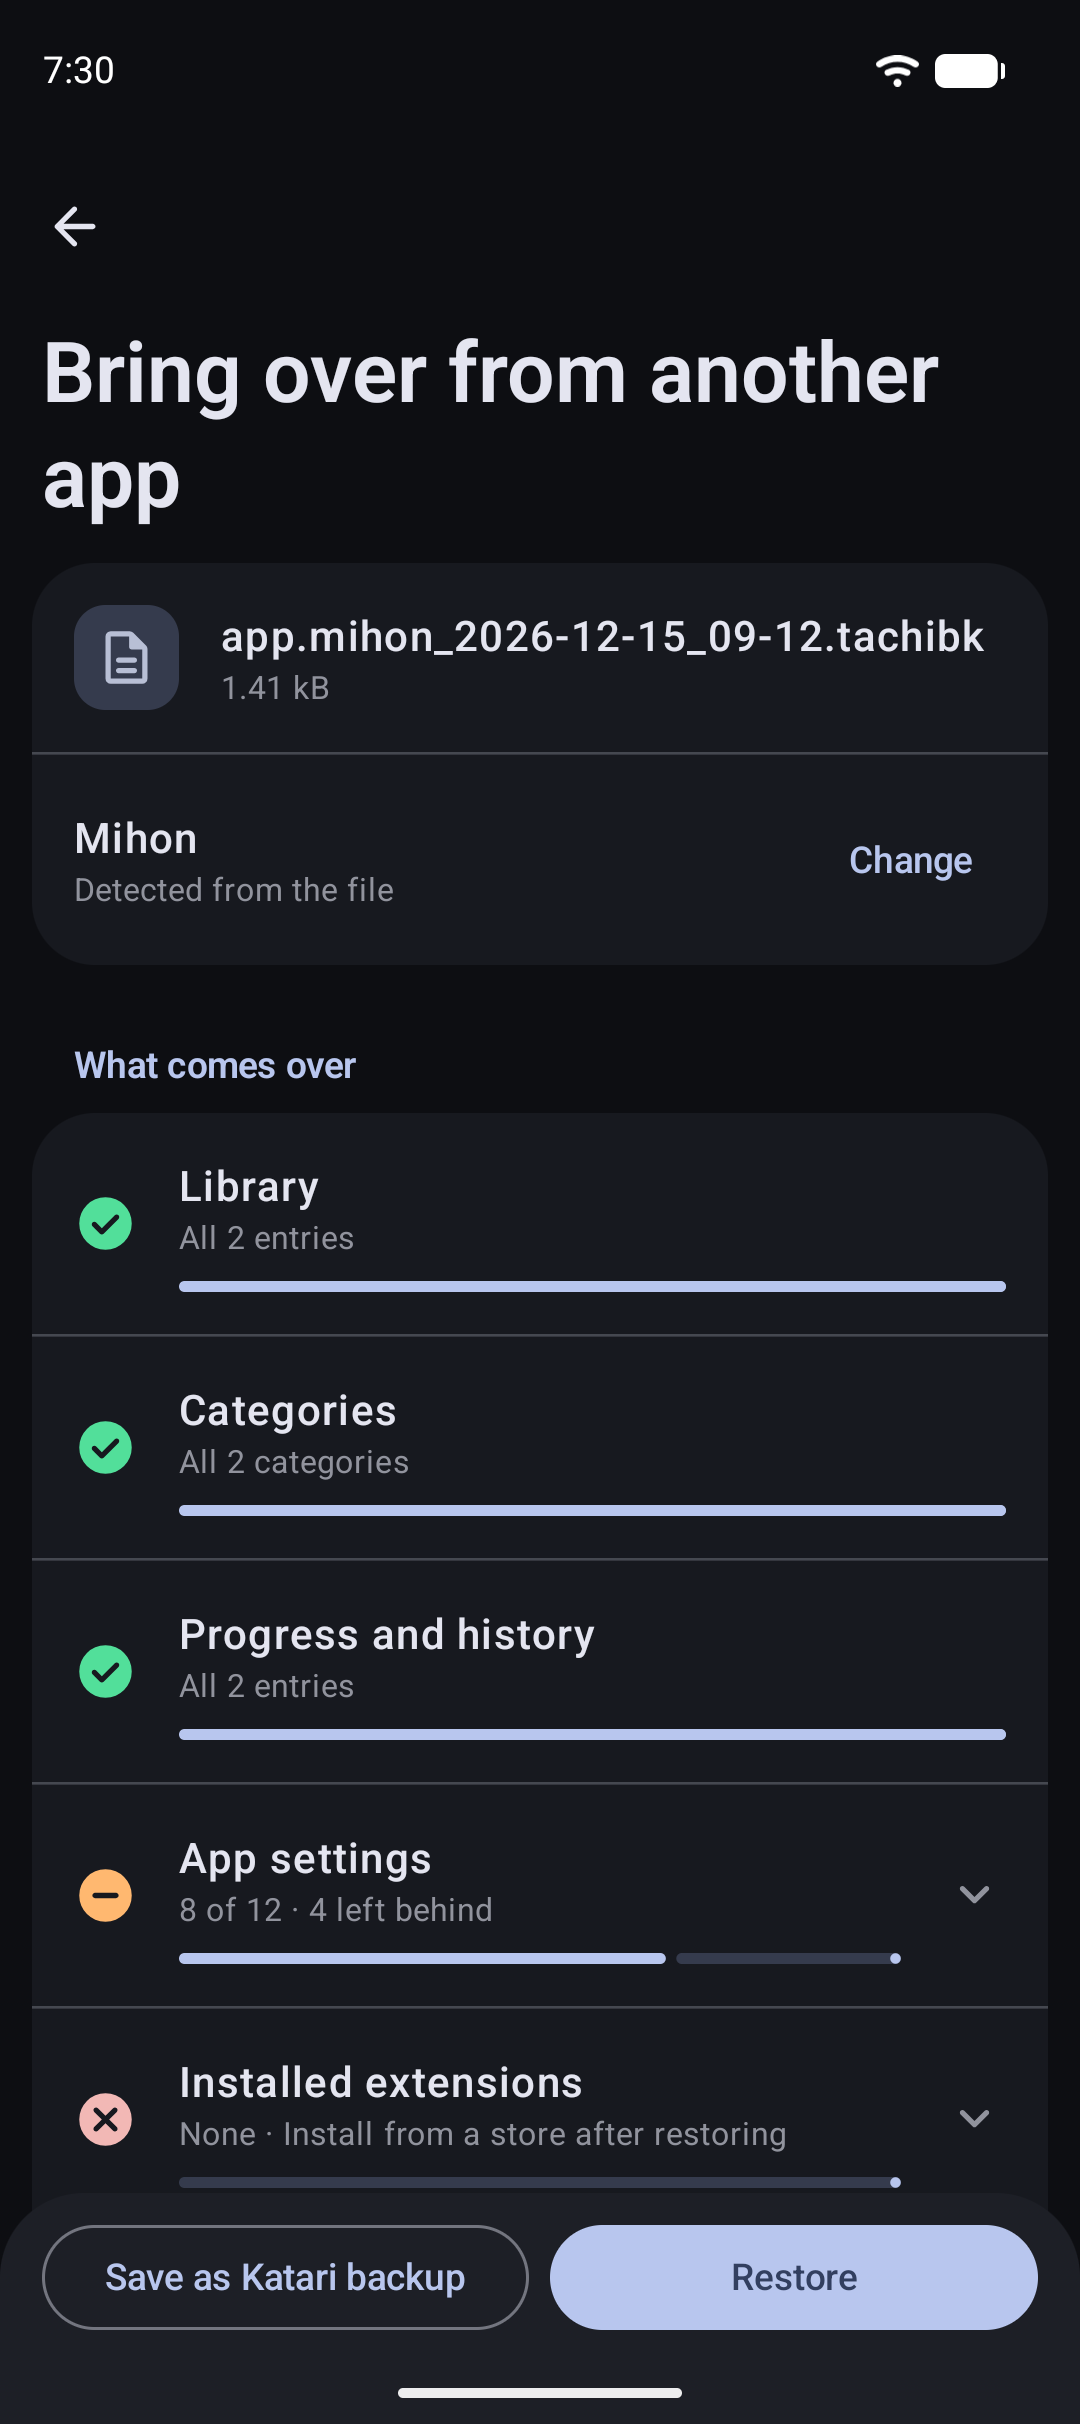 7:30
Bring over from another
app
app.mihon_2026-12-15_09-12.tachibk
1.41 kB
Mihon
Detected from the file
Change
What comes over
Library
All 2 entries
Categories
All 2 categories
Progress and history
All 2 entries
App settings
8 of 12 · 4 left behind
Installed extensions
None · Install from a store after restoring
Save as Katari backup
Restore